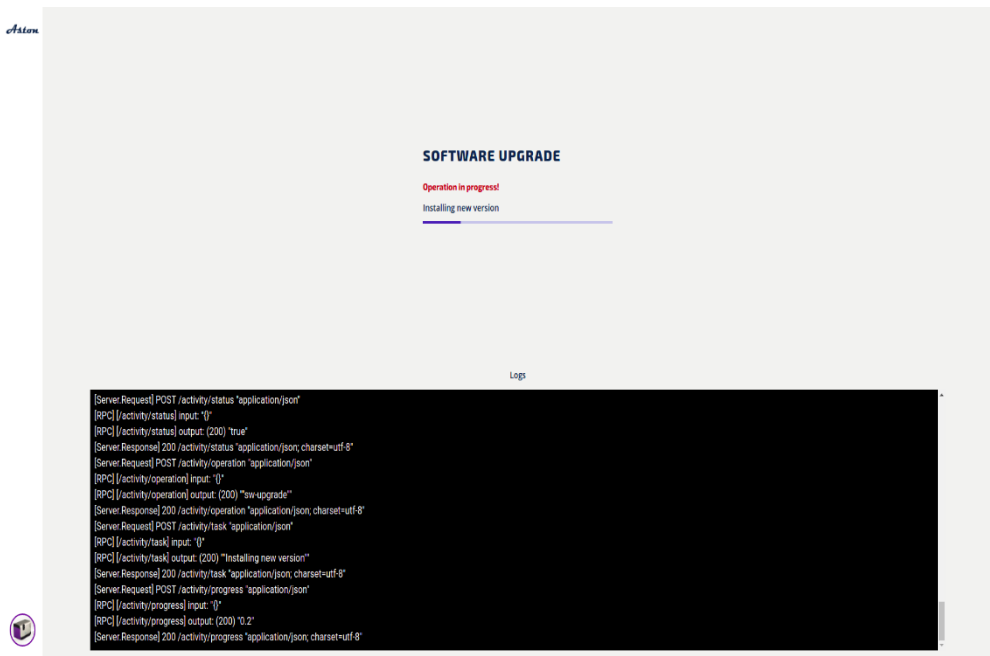 Aston
SOFTWARE UPGRADE
Operation in progress!
Installing new version
Logs
[Server.Request] POST /activity/status "application/json"
[RPC] [/activity/status] input: "{}"
[RPC] [/activity/status] output: (200) "true"
[Server.Response] 200 /activity/status "application/json; charset=utf-8"
[Server.Request] POST /activity/operation "application/json"
[RPC] [/activity/operation] input: "{}"
[RPC] [/activity/operation] output: (200) ""sw-upgrade""
[Server.Response] 200 /activity/operation "application/json; charset=utf-8"
[Server.Request] POST /activity/task "application/json"
[RPC] [/activity/task] input: "{}"
[RPC] [/activity/task] output: (200) ""Installing new version""
[Server.Response] 200 /activity/task "application/json; charset=utf-8"
[Server.Request] POST /activity/progress "application/json"
[RPC] [/activity/progress] input: "{}"
[RPC] [/activity/progress] output: (200) "0.2"
[Server.Response] 200 /activity/progress "application/json; charset=utf-8"